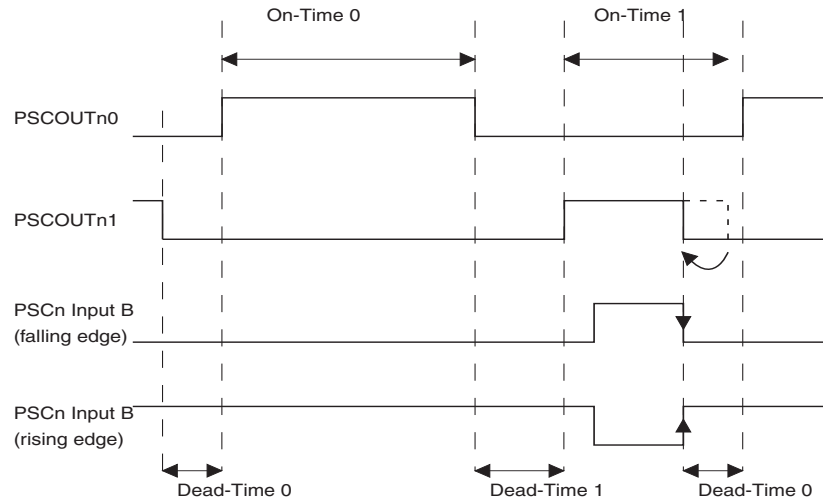 On-Time 0
On-Time 1
PSCOUTn0
PSCOUTn1
PSCn Input B
(falling edge)
PSCn Input B
(rising edge)
Dead-Time 0
Dead-Time 1
Dead-Time 0